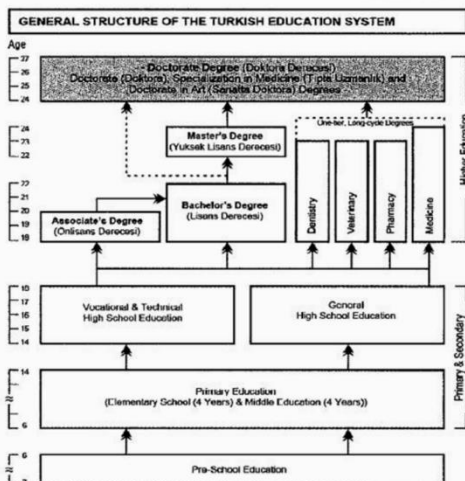 GENERAL STRUCTURE OF THE TURKISH EDUCATION SYSTEM
Age
27
26
25
24
Doctorate Degree (Doktora Derecesi)
Doctorate (Doktora), Specialization in Medicine (Tıpta Uzmanlık) and
Doctorate in Art (Sanatta Doktora) Degrees
24
23
22
Master's Degree
(Yuksek Lisans Derecesi)
One-tier, Long-cycle Degrees
Higher Education
22
21
20
19
18
Associate's Degree
(Onlisans Derecesi)
Bachelor's Degree
(Lisans Derecesi)
Dentistry
Veterinary
Pharmacy
Medicine
18
17
16
15
14
Vocational & Technical
High School Education
General
High School Education
Primary & Secondary
14
6
Primary Education
(Elementary School (4 Years) & Middle Education (4 Years))
6
Pre-School Education